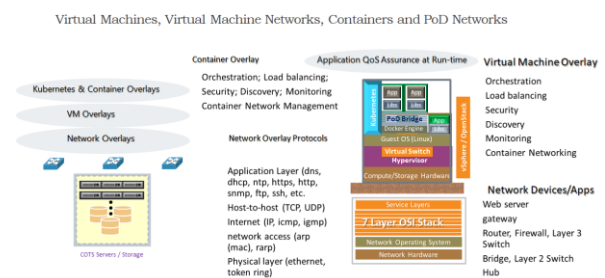 Virtual Machines, Virtual Machine Networks, Containers and PoD Networks
Kubernetes & Container Overlays
VM Overlays
Network Overlays
COTS Servers / Storage
Container Overlay
Orchestration; Load balancing;
Security; Discovery; Monitoring
Container Network Management
Network Overlay Protocols
Application Layer (dns,
dhcp, ntp, https, http,
snmp, ftp, ssh, etc.
Host-to-host (TCP, UDP)
Internet (IP, icmp, igmp)
network access (arp
(mac), rarp)
Physical layer (ethernet,
token ring)
Application QoS Assurance at Run-time
Kubernetes
App
App
Libs
Libs
PoD Bridge
App
Docker Engine
Libs
Guest OS (Linux)
Virtual Switch
Hypervisor
Compute/Storage Hardware
vSphere / OpenStack
Service Layers
7 Layer OSI Stack
Network Operating System
Network Hardware
Virtual Machine Overlay
Orchestration
Load balancing
Security
Discovery
Monitoring
Container Networking
Network Devices/Apps
Web server
gateway
Router, Firewall, Layer 3
Switch
Bridge, Layer 2 Switch
Hub